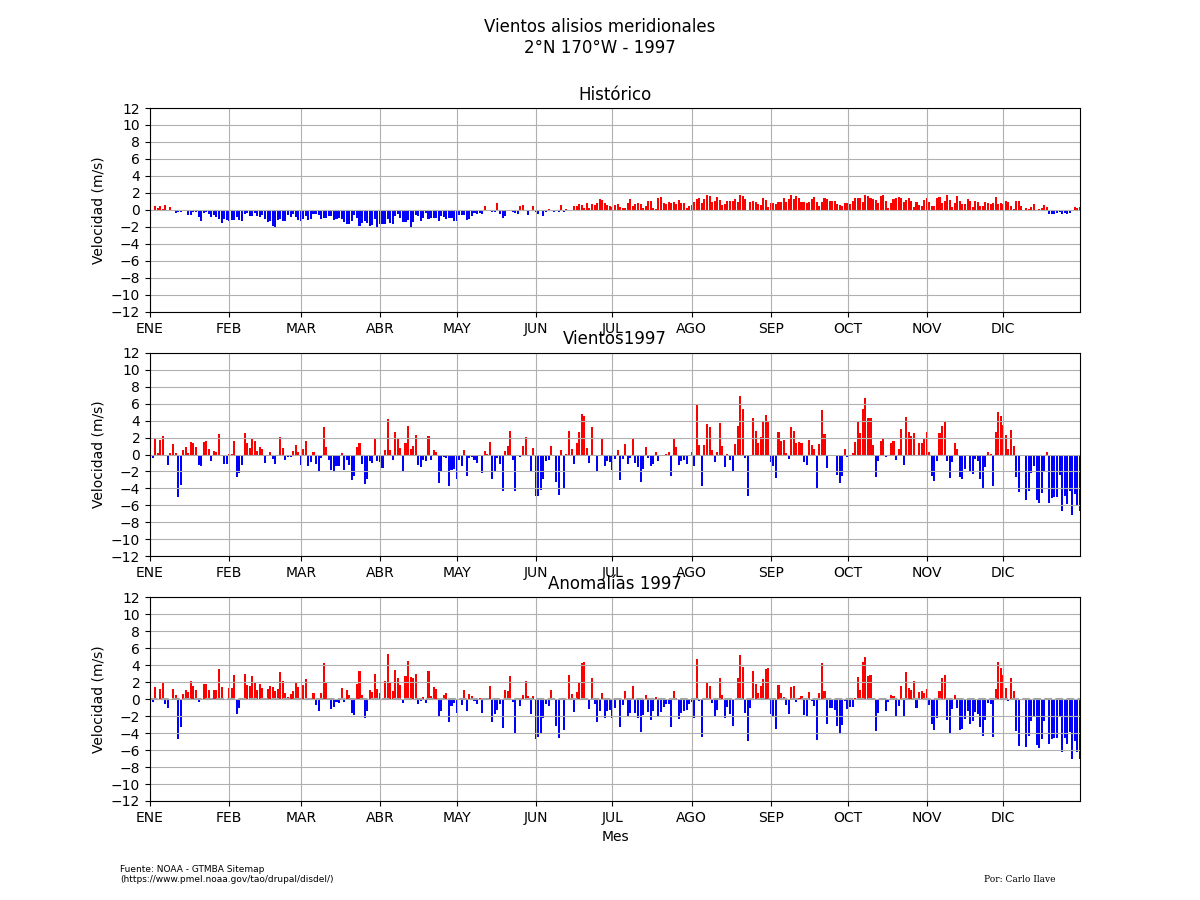 Vientos alisios meridionales
2°N 170°W - 1997
Histórico
12
10
8
6
4
2
0
−2
−4
−6
−8
−10
−12
Velocidad (m/s)
ENE FEB MAR ABR MAY JUN JUL AGO SEP OCT NOV DIC
Vientos1997
12
10
8
6
4
2
0
−2
−4
−6
−8
−10
−12
Velocidad (m/s)
ENE FEB MAR ABR MAY JUN JUL AGO SEP OCT NOV DIC
Anomalías 1997
12
10
8
6
4
2
0
−2
−4
−6
−8
−10
−12
Velocidad (m/s)
ENE FEB MAR ABR MAY JUN JUL AGO SEP OCT NOV DIC
Mes
Fuente: NOAA - GTMBA Sitemap
(https://www.pmel.noaa.gov/tao/drupal/disdel/)
Por: Carlo Ilave